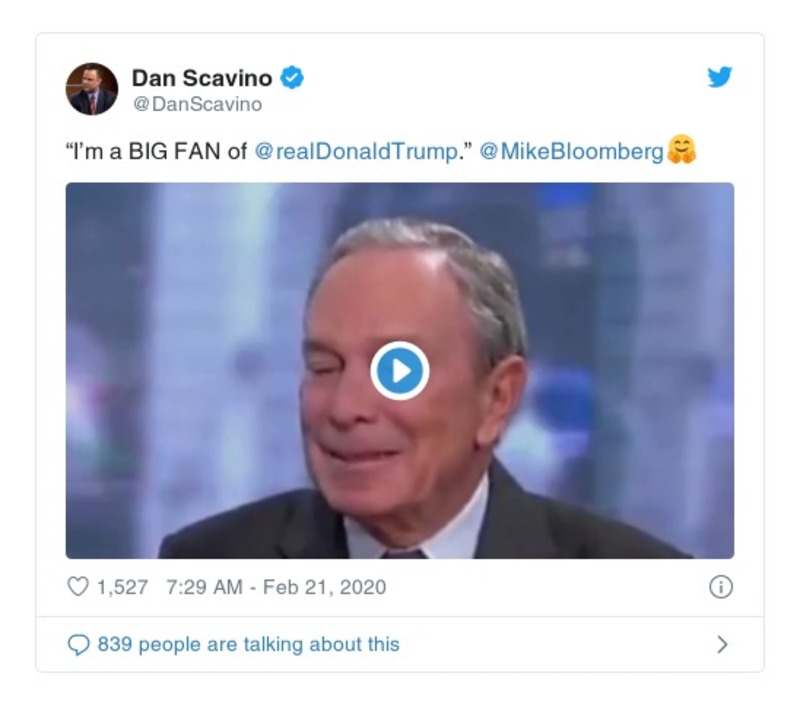 Dan Scavino
@DanScavino
“I’m a BIG FAN of @realDonaldTrump.” @MikeBloomberg🤗
1,527 7:29 AM - Feb 21, 2020
839 people are talking about this